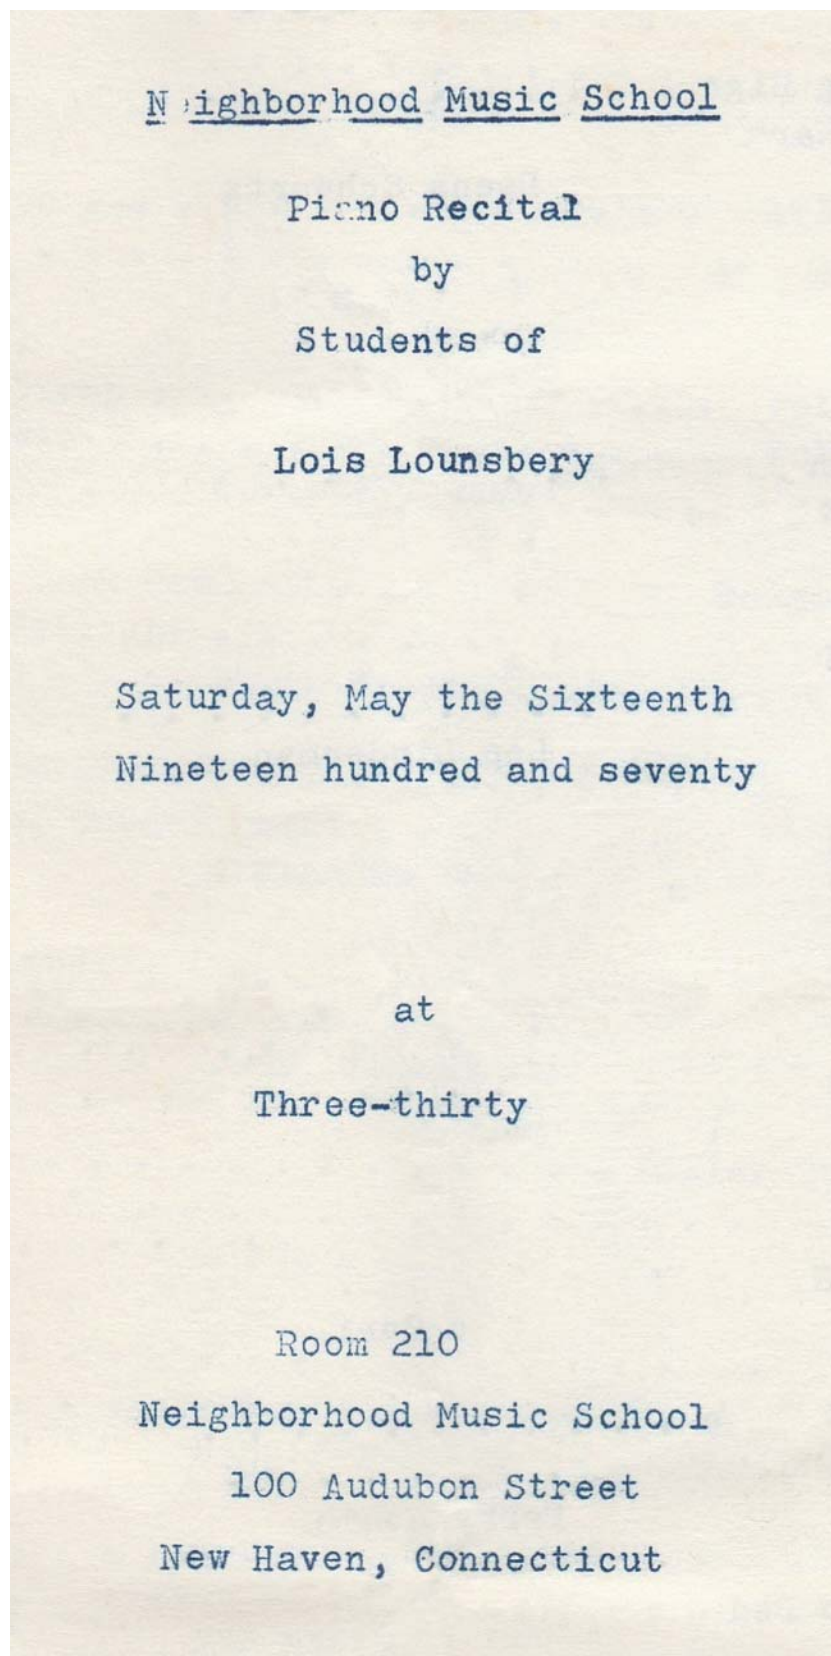 Neighborhood Music School
Piano Recital
by
Students of
Lois Lounsbery
Saturday, May the Sixteenth
Nineteen hundred and seventy
at
Three-thirty
Room 210
Neighborhood Music School
100 Audubon Street
New Haven, Connecticut